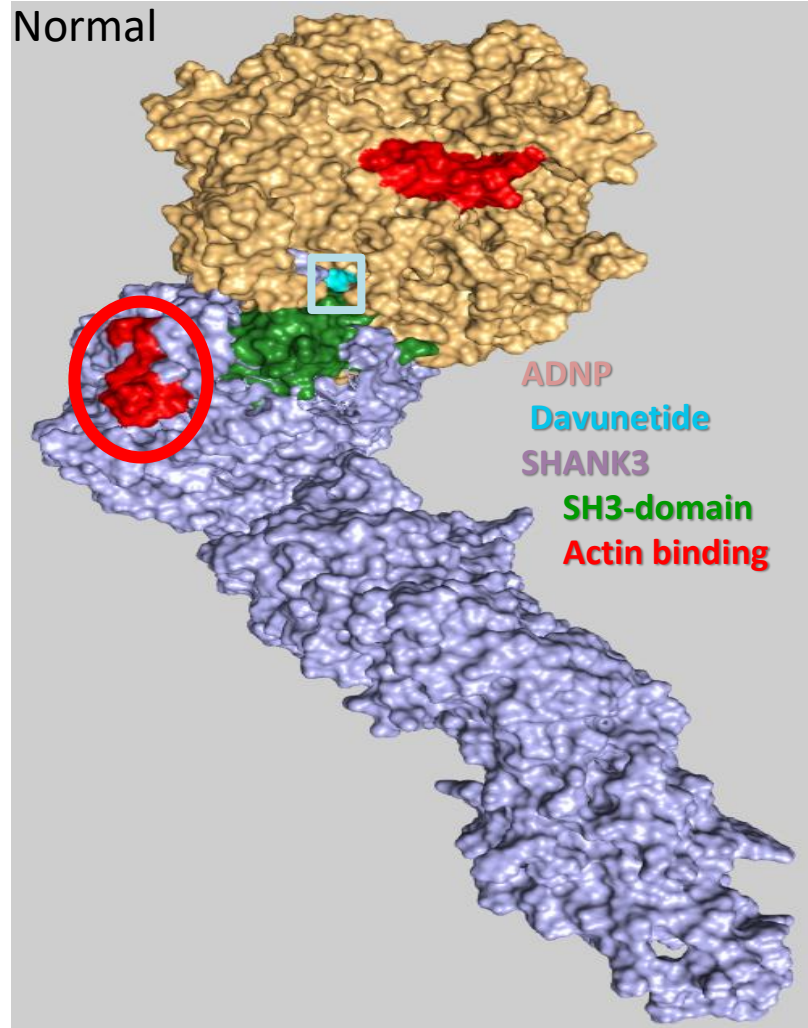 Normal
ADNP
Davunetide
SHANK3
SH3-domain
Actin binding